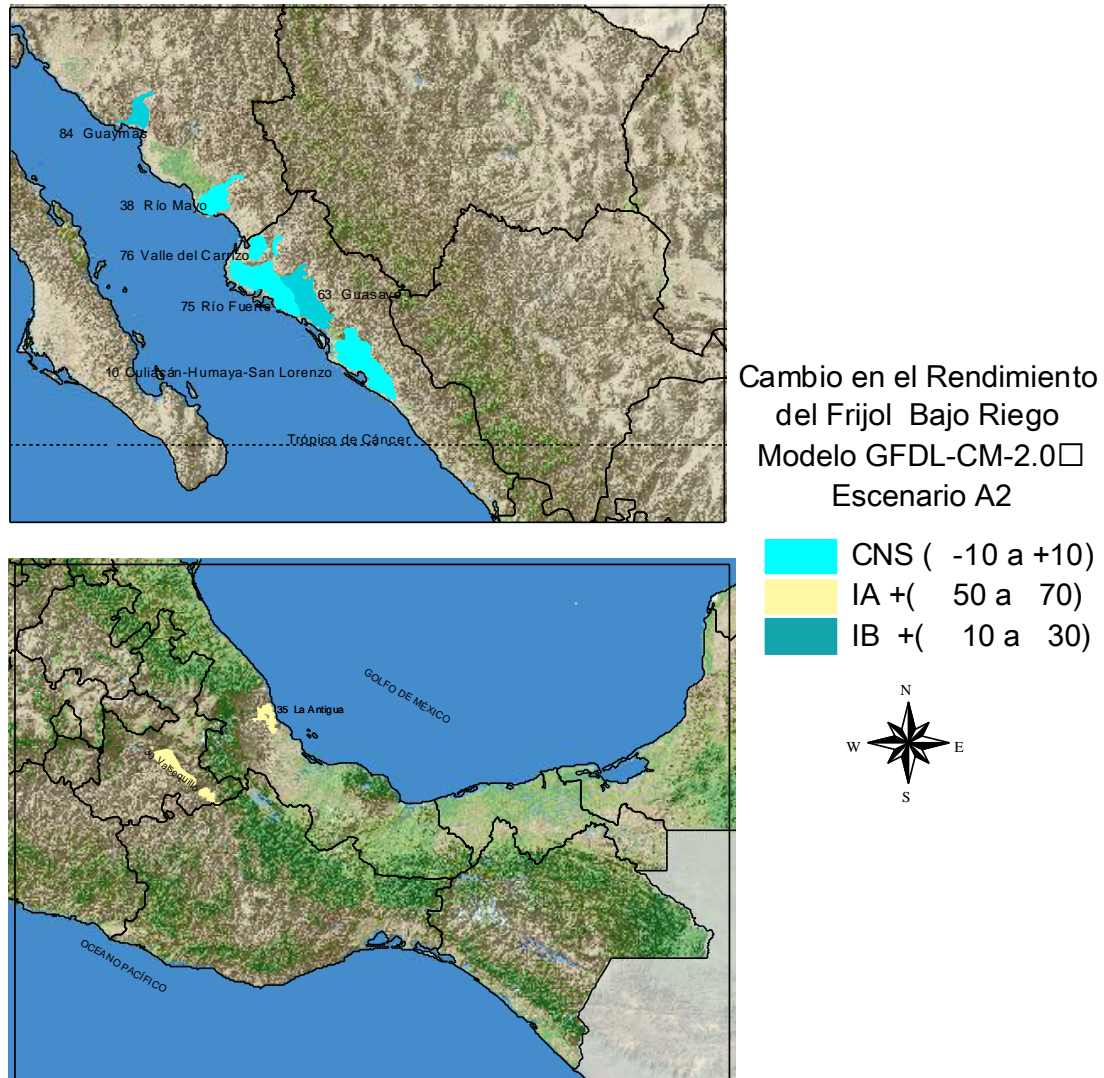 84 Guaymas
38 Río Mayo
76 Valle del Carrizo
63 Guasave
75 Río Fuerte
10 Culiacán-Humaya-San Lorenzo
Trópico de Cáncer
Cambio en el Rendimiento
del Frijol Bajo Riego
Modelo GFDL-CM-2.0□
Escenario A2
CNS ( -10 a +10)
IA +( 50 a 70)
IB +( 10 a 30)
N
W E
S
GOLFO DE MÉXICO
35 La Antigua
Valsequillo
OCEANO PACÍFICO